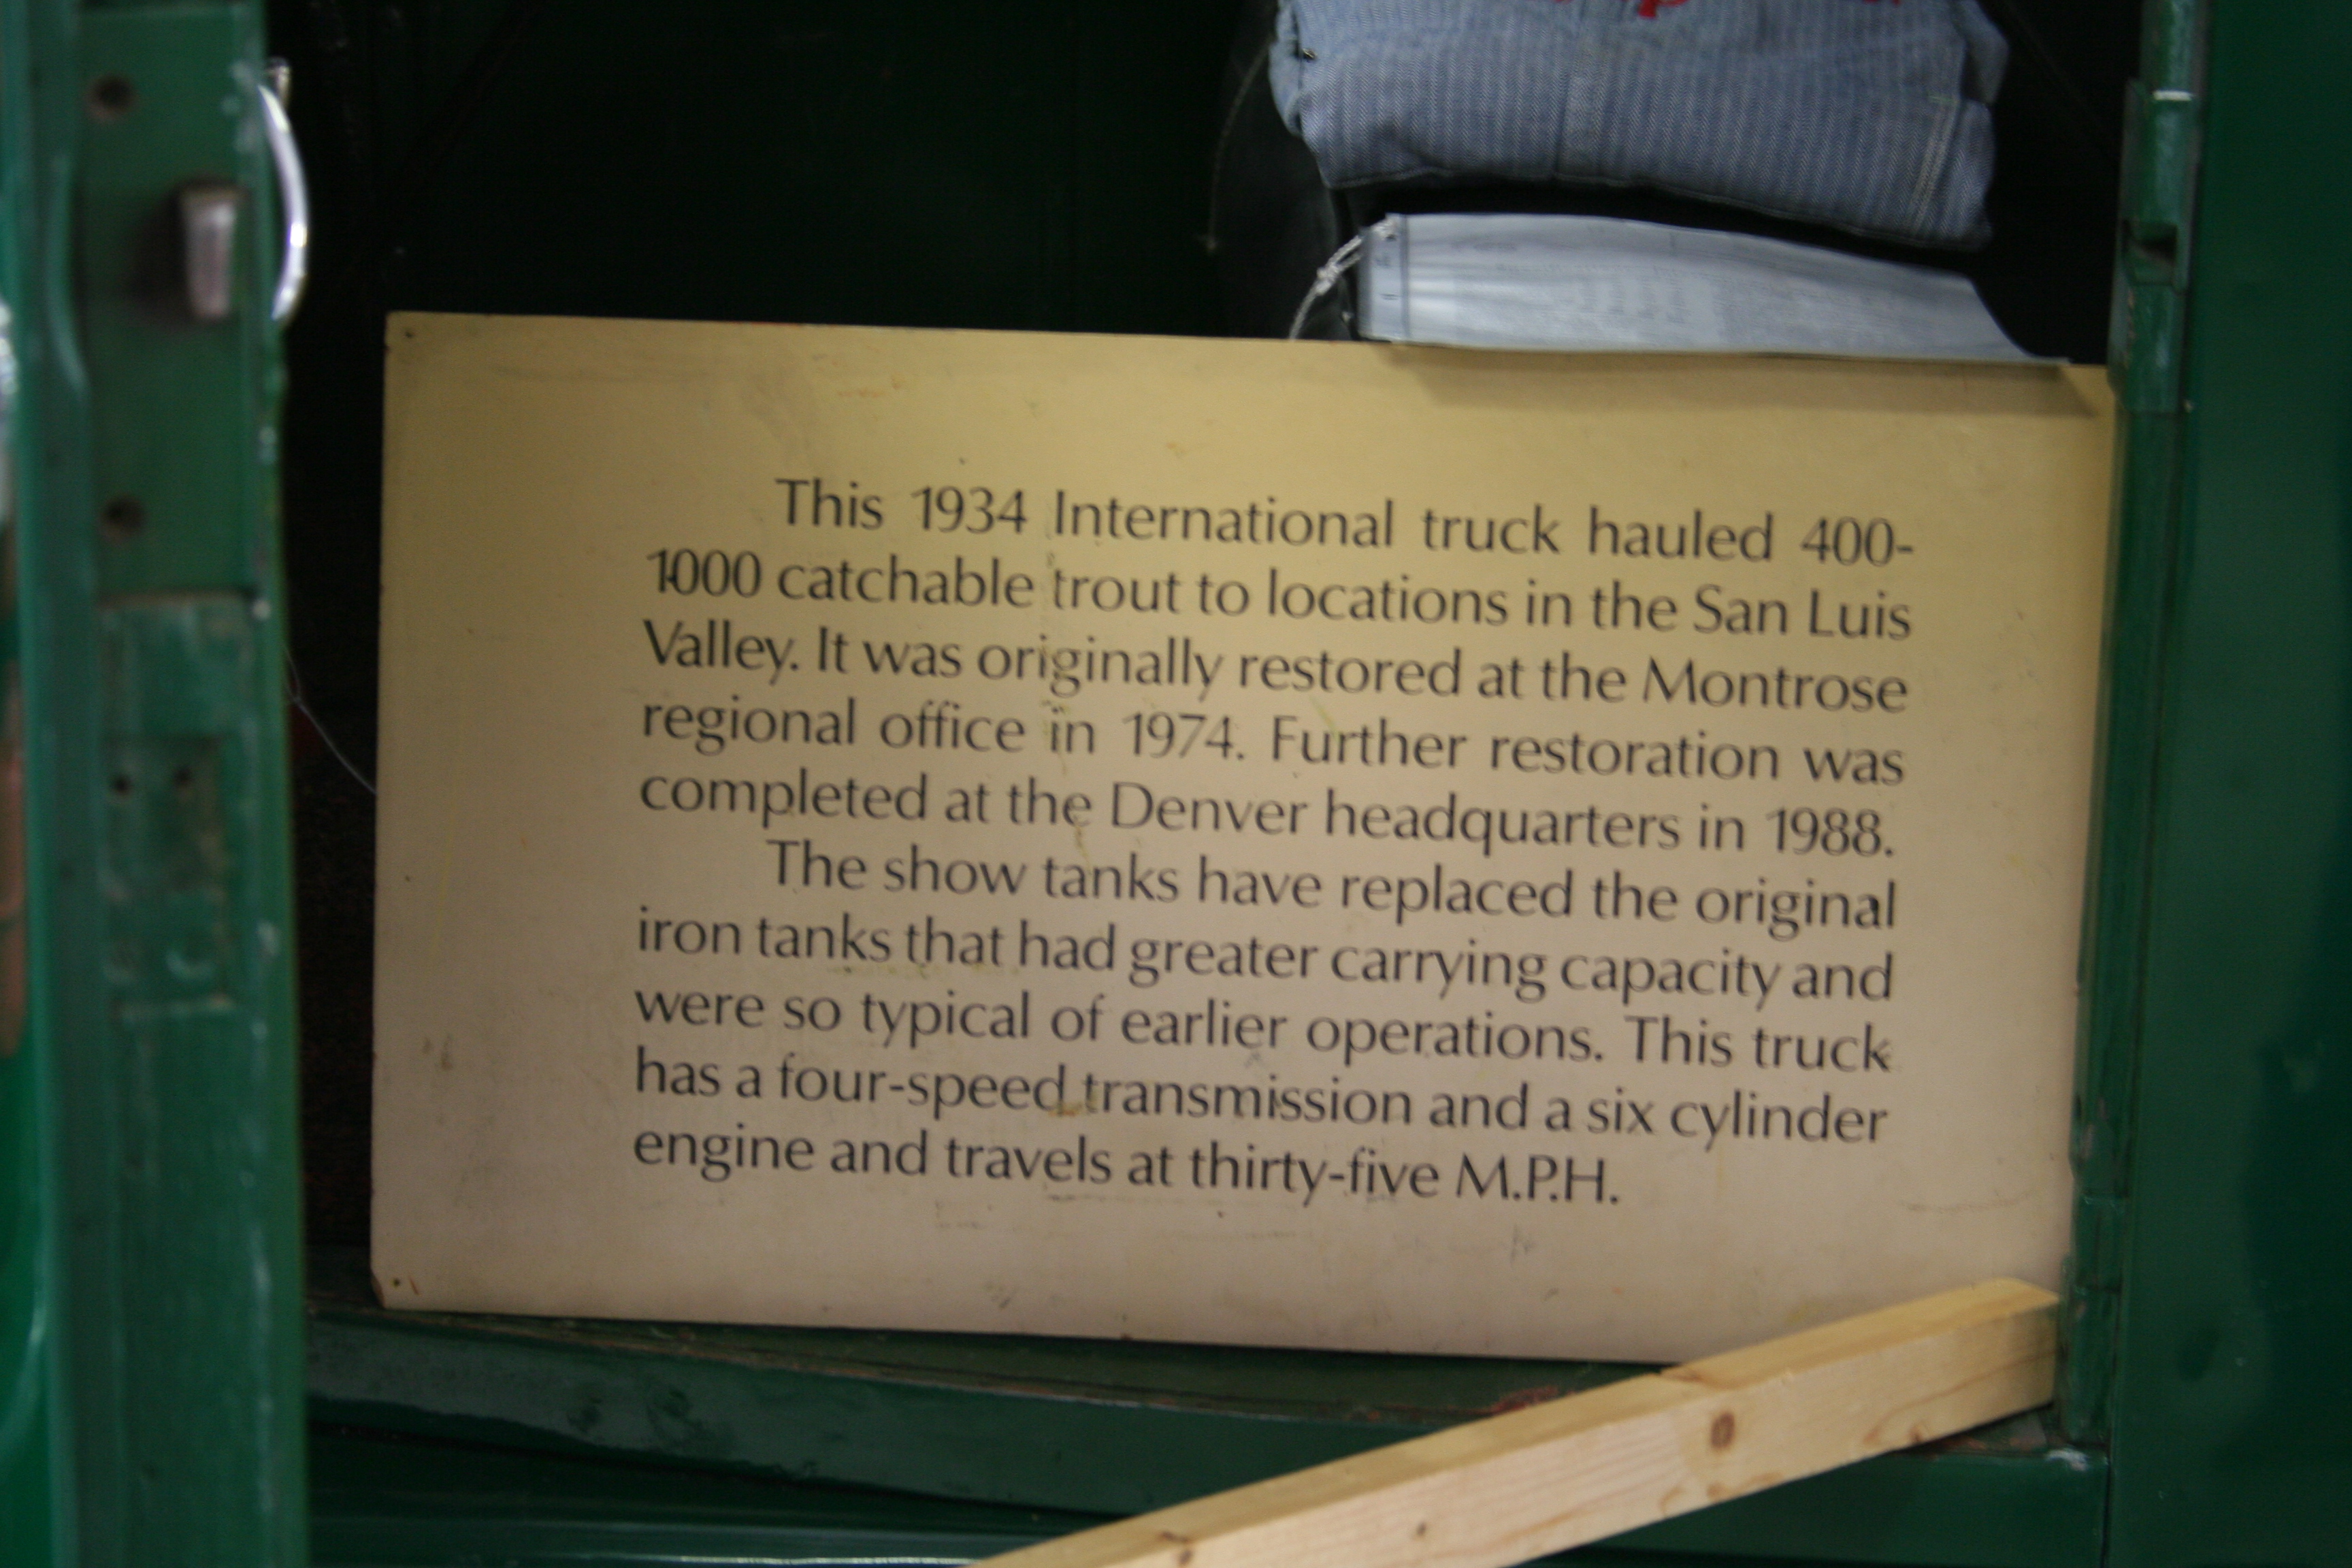 This 1934 International truck hauled 400-
1000 catchable trout to locations in the San Luis
Valley. It was originally restored at the Montrose
regional office in 1974. Further restoration was
completed at the Denver headquarters in 1988.
The show tanks have replaced the original
iron tanks that had greater carrying capacity and
were so typical of earlier operations. This truck
has a four-speed transmission and a six cylinder
engine and travels at thirty-five M.P.H.